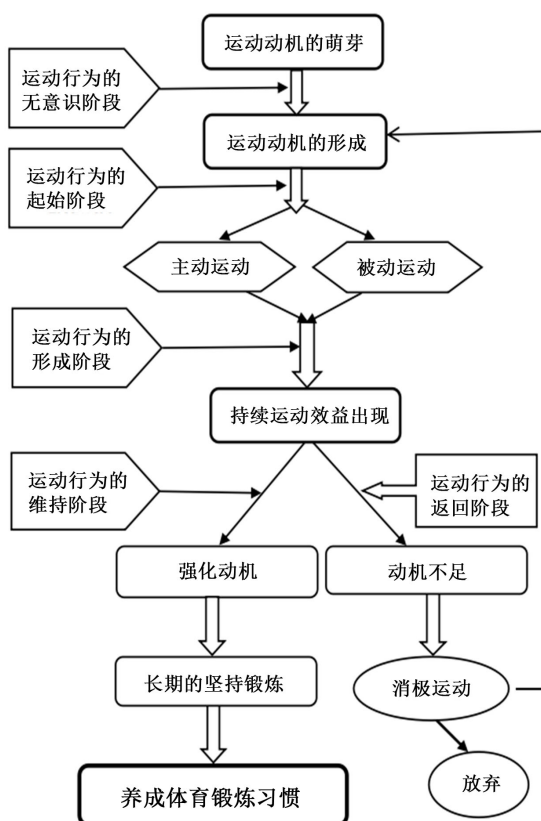 运动动机的萌芽
运动行为的
无意识阶段
运动动机的形成
运动行为的
起始阶段
主动运动
被动运动
运动行为的
形成阶段
持续运动效益出现
运动行为的
维持阶段
运动行为的
返回阶段
强化动机
动机不足
长期的坚持锻炼
消极运动
放弃
养成体育锻炼习惯